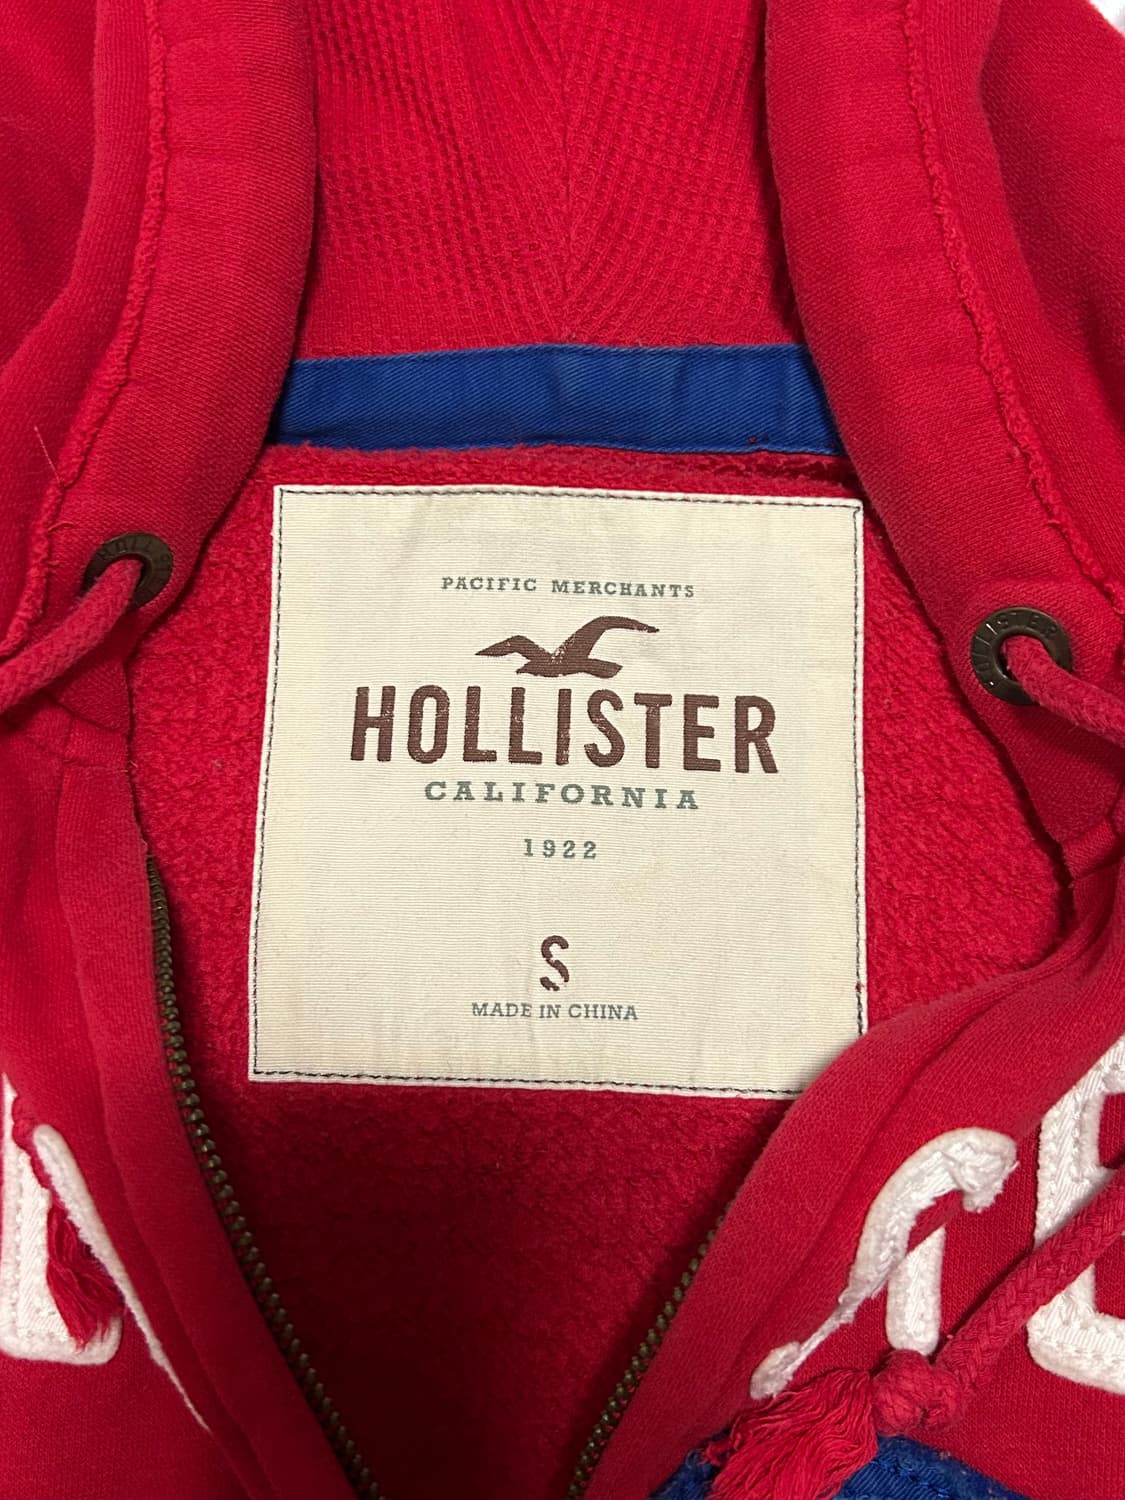 PACIFIC MERCHANTS
HOLLISTER
CALIFORNIA
1922
S
MADE IN CHINA